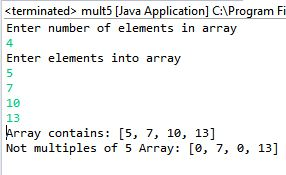 <terminated> mult5 [Java Application] C:\Program Fi
Enter number of elements in array
4
Enter elements into array
5
7
10
13
Array contains: [5, 7, 10, 13]
Not multiples of 5 Array: [0, 7, 0, 13]